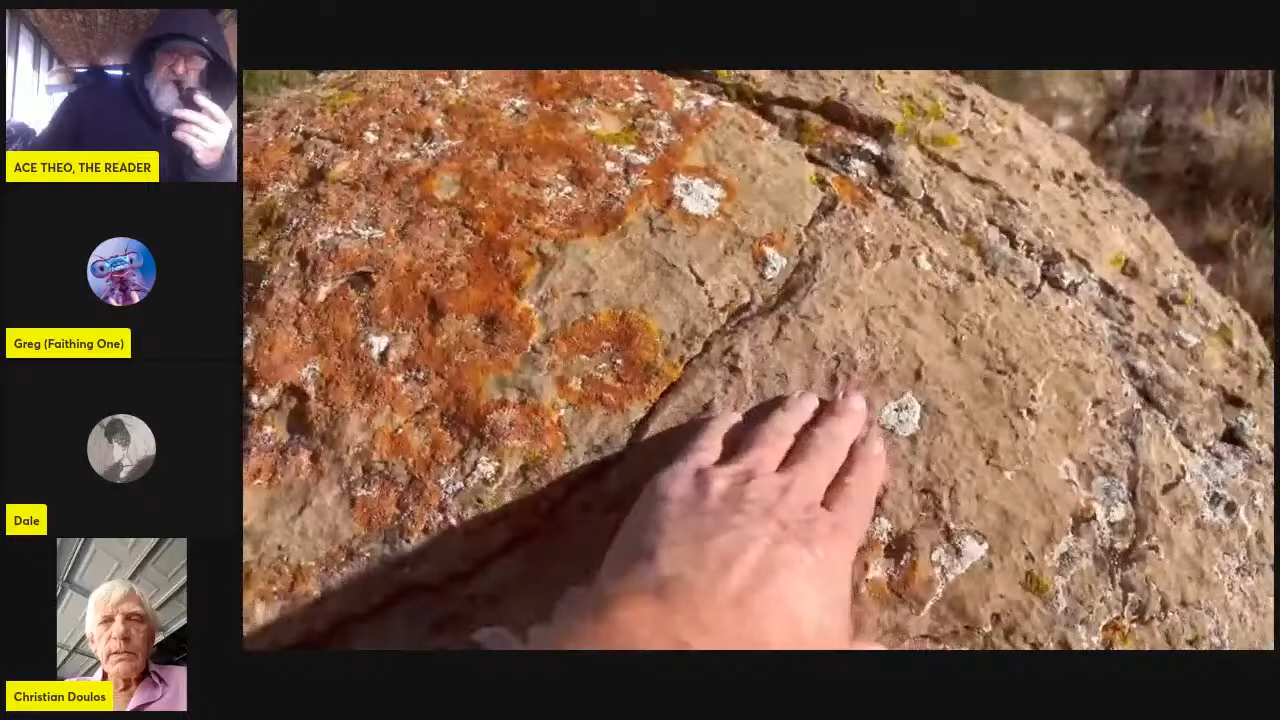 ACE THEO, THE READER
Greg (Faithing One)
Dale
Christian Doulos